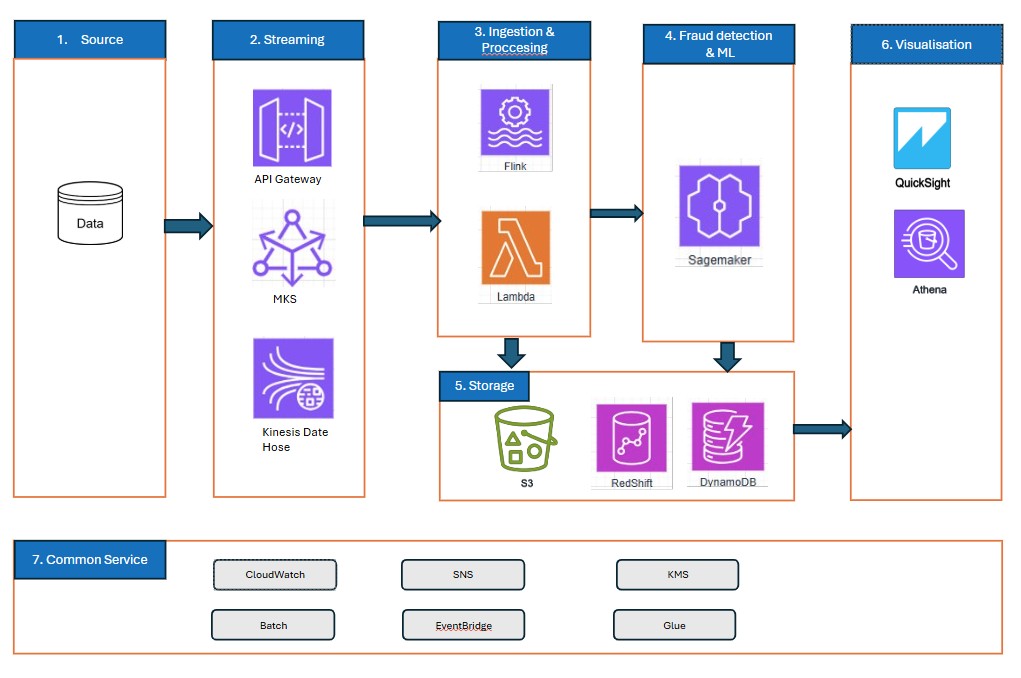 1. Source
Data
2. Streaming
API Gateway
MKS
Kinesis Date
Hose
3. Ingestion &
Proccesing
Flink
Lambda
4. Fraud detection
& ML
Sagemaker
5. Storage
S3
RedShift
DynamoDB
6. Visualisation
QuickSight
Athena
7. Common Service
CloudWatch
SNS
KMS
Batch
EventBridge
Glue